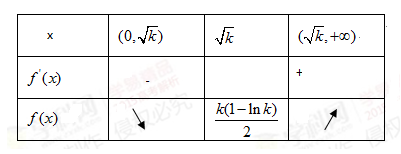 x (0,√k) √k (√k,+∞)
f'(x) - +
f(x) ↘ k(1−ln k)/2 ↗